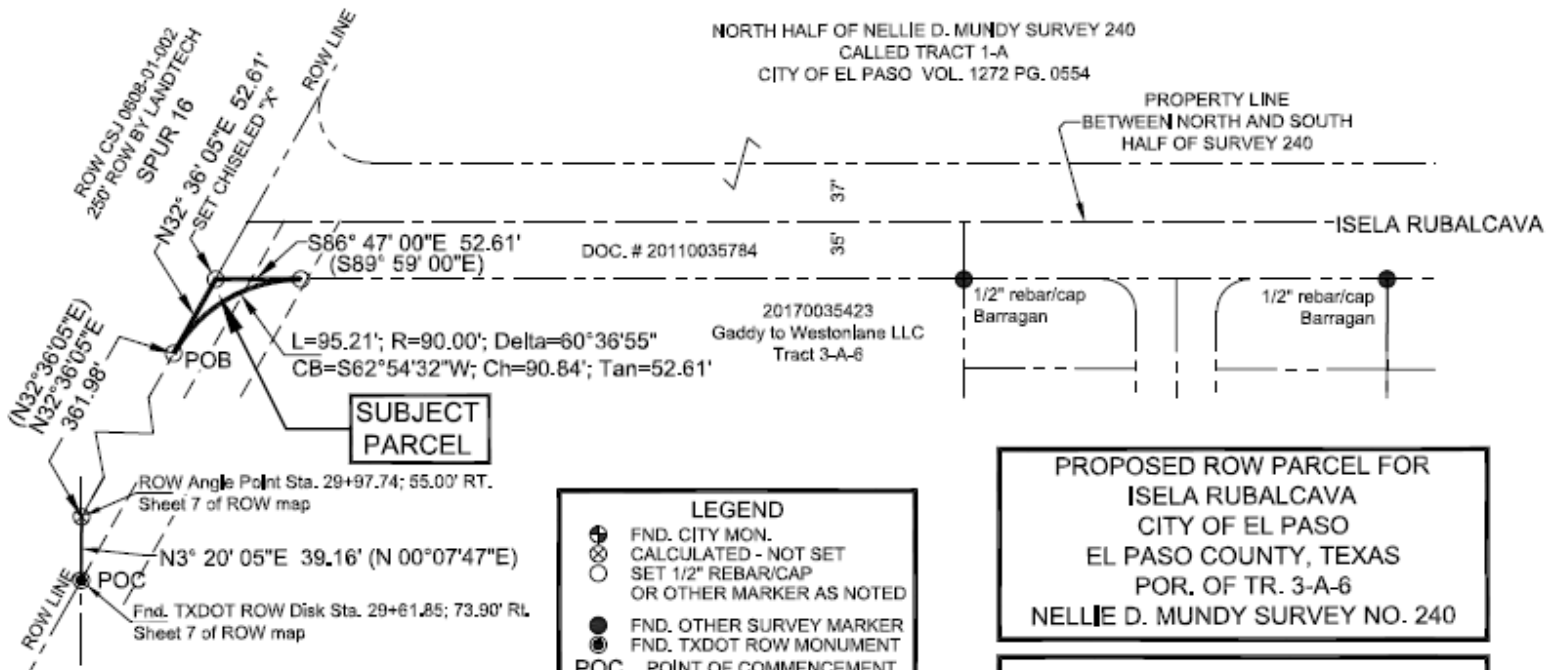 NORTH HALF OF NELLIE D. MUNDY SURVEY 240
CALLED TRACT 1-A
CITY OF EL PASO VOL. 1272 PG. 0554
ROW CSJ 0608-01-002
250' ROW BY LANDTECH
SPUR 16
N32° 36' 05"E 52.61'
SET CHISELED "X"
ROW LINE
PROPERTY LINE
BETWEEN NORTH AND SOUTH
HALF OF SURVEY 240
37'
35'
ISELA RUBALCAVA
S86° 47' 00"E 52.61'
(S89° 59' 00"E)
DOC. # 20110035784
1/2" rebar/cap
Barragan
1/2" rebar/cap
Barragan
20170035423
Gaddy to Westonlane LLC
Tract 3-A-6
L=95.21'; R=90.00'; Delta=60°36'55"
CB=S62°54'32"W; Ch=90.84'; Tan=52.61'
POB
(N32°36'05"E)
N32°36'05"E
361.98'
SUBJECT
PARCEL
ROW Angle Point Sta. 29+97.74; 55.00' RT.
Sheet 7 of ROW map
N3° 20' 05"E 39.16' (N 00°07'47"E)
POC
Fnd. TXDOT ROW Disk Sta. 29+61.85; 73.90' Rt.
Sheet 7 of ROW map
ROW LINE
LEGEND
FND. CITY MON.
CALCULATED - NOT SET
SET 1/2" REBAR/CAP
OR OTHER MARKER AS NOTED
FND. OTHER SURVEY MARKER
FND. TXDOT ROW MONUMENT
POC POINT OF COMMENCEMENT
PROPOSED ROW PARCEL FOR
ISELA RUBALCAVA
CITY OF EL PASO
EL PASO COUNTY, TEXAS
POR. OF TR. 3-A-6
NELLIE D. MUNDY SURVEY NO. 240